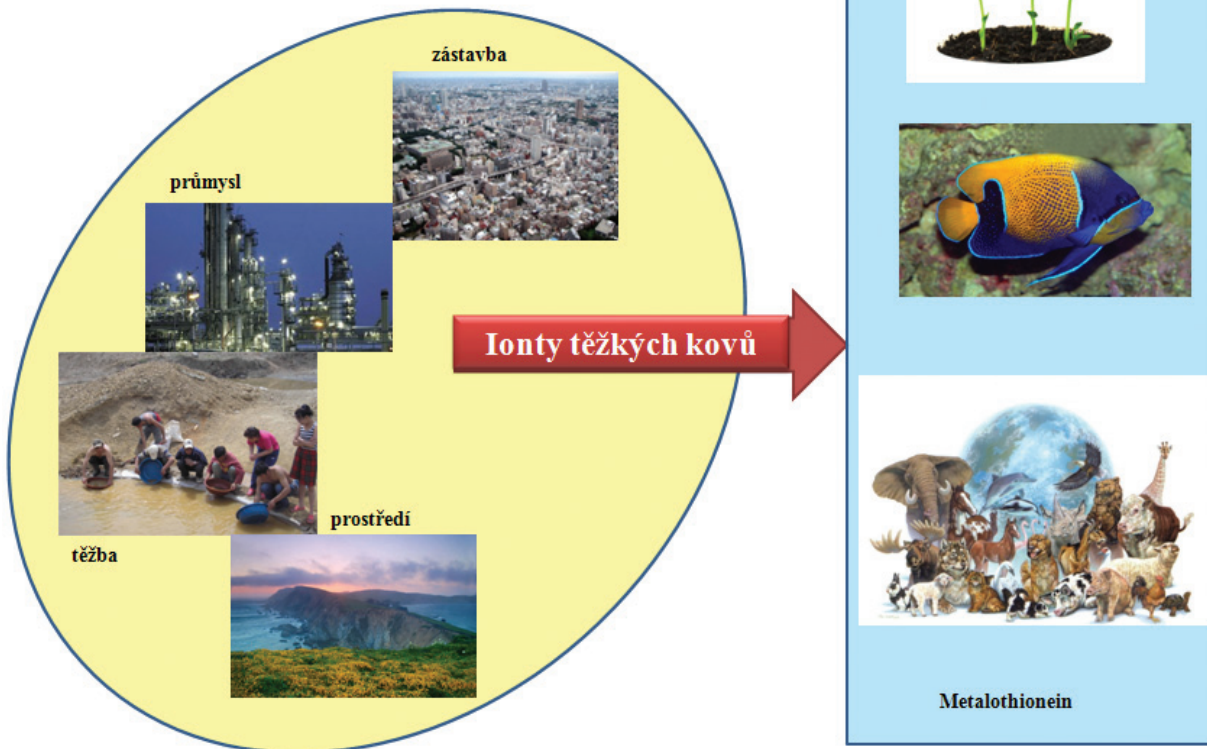 zástavba
průmysl
Ionty těžkých kovů
prostředí
těžba
Metalothionein